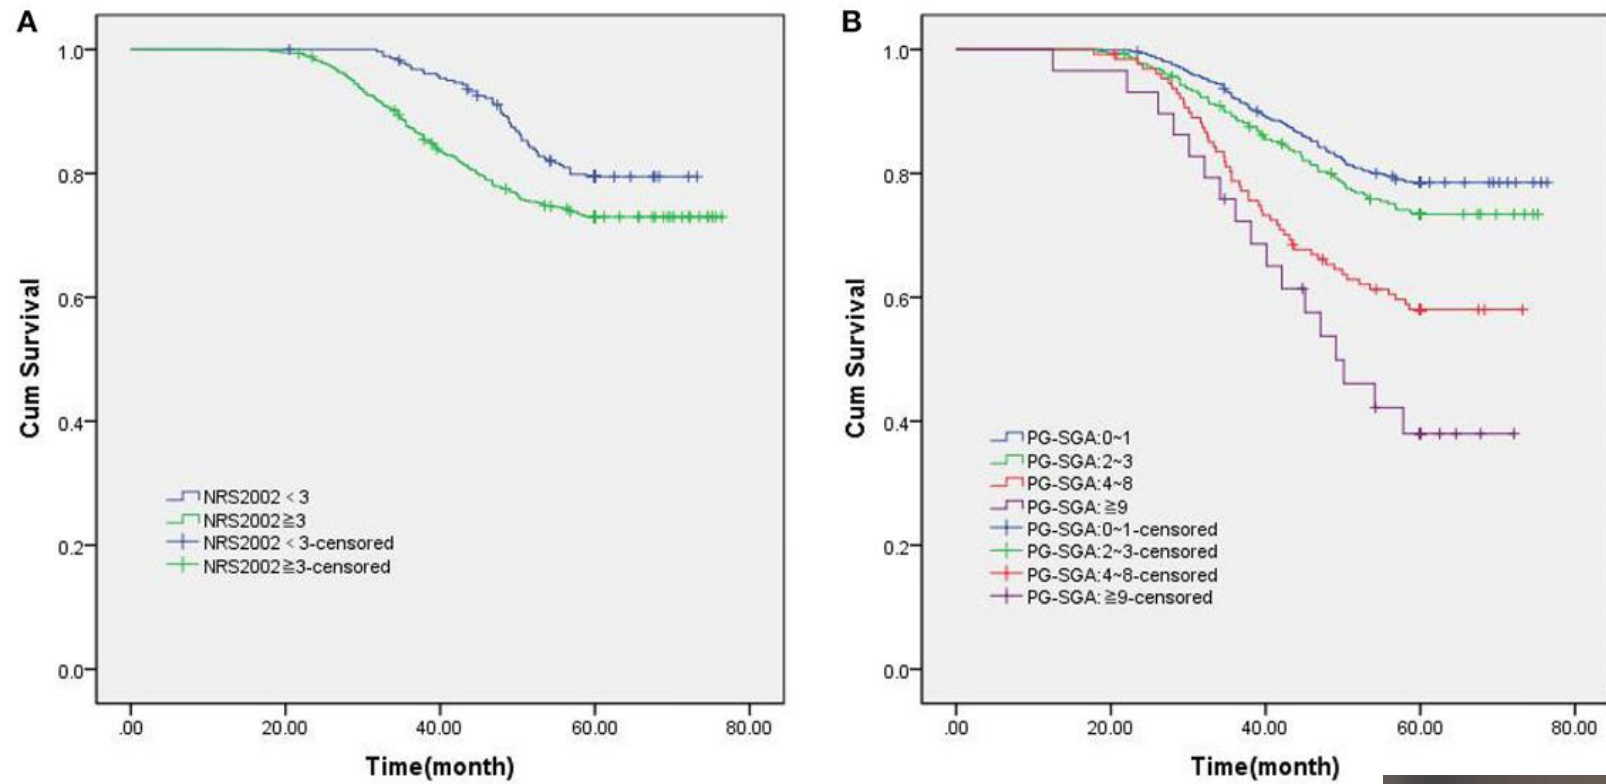 A
Cum Survival
1.0
0.8
0.6
0.4
0.2
0.0
NRS2002 < 3
NRS2002≧3
NRS2002 < 3-censored
NRS2002≧3-censored
.00 20.00 40.00 60.00 80.00
Time(month)
B
Cum Survival
1.0
0.8
0.6
0.4
0.2
0.0
PG-SGA:0~1
PG-SGA:2~3
PG-SGA:4~8
PG-SGA: ≧9
PG-SGA:0~1-censored
PG-SGA:2~3-censored
PG-SGA:4~8-censored
PG-SGA: ≧9-censored
.00 20.00 40.00 60.00 80.00
Time(month)